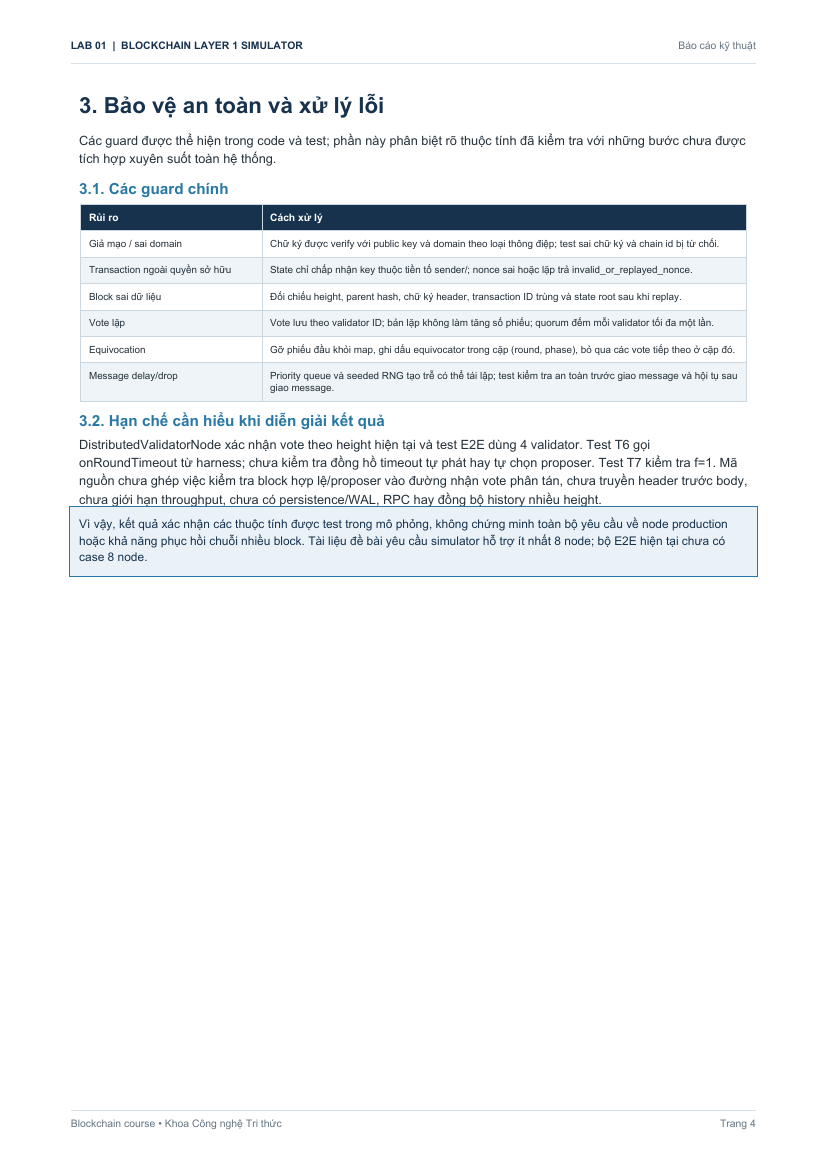 LAB 01 | BLOCKCHAIN LAYER 1 SIMULATOR
Báo cáo kỹ thuật
3. Bảo vệ an toàn và xử lý lỗi
Các guard được thể hiện trong code và test; phần này phân biệt rõ thuộc tính đã kiểm tra với những bước chưa được
tích hợp xuyên suốt toàn hệ thống.
3.1. Các guard chính
Rủi ro
Cách xử lý
Giả mạo / sai domain
Chữ ký được verify với public key và domain theo loại thông điệp; test sai chữ ký và chain id bị từ chối.
Transaction ngoài quyền sở hữu
State chỉ chấp nhận key thuộc tiền tố sender/; nonce sai hoặc lặp trả invalid_or_replayed_nonce.
Block sai dữ liệu
Đối chiếu height, parent hash, chữ ký header, transaction ID trùng và state root sau khi replay.
Vote lặp
Vote lưu theo validator ID; bản lặp không làm tăng số phiếu; quorum đếm mỗi validator tối đa một lần.
Equivocation
Gỡ phiếu đầu khỏi map, ghi dấu equivocator trong cặp (round, phase), bỏ qua các vote tiếp theo ở cặp đó.
Message delay/drop
Priority queue và seeded RNG tạo trễ có thể tái lập; test kiểm tra an toàn trước giao message và hội tụ sau
giao message.
3.2. Hạn chế cần hiểu khi diễn giải kết quả
DistributedValidatorNode xác nhận vote theo height hiện tại và test E2E dùng 4 validator. Test T6 gọi
onRoundTimeout từ harness; chưa kiểm tra đồng hồ timeout tự phát hay tự chọn proposer. Test T7 kiểm tra f=1. Mã
nguồn chưa ghép việc kiểm tra block hợp lệ/proposer vào đường nhận vote phân tán, chưa truyền header trước body,
chưa giới hạn throughput, chưa có persistence/WAL, RPC hay đồng bộ history nhiều height.
Vì vậy, kết quả xác nhận các thuộc tính được test trong mô phỏng, không chứng minh toàn bộ yêu cầu về node production
hoặc khả năng phục hồi chuỗi nhiều block. Tài liệu đề bài yêu cầu simulator hỗ trợ ít nhất 8 node; bộ E2E hiện tại chưa có
case 8 node.
Blockchain course • Khoa Công nghệ Tri thức
Trang 4